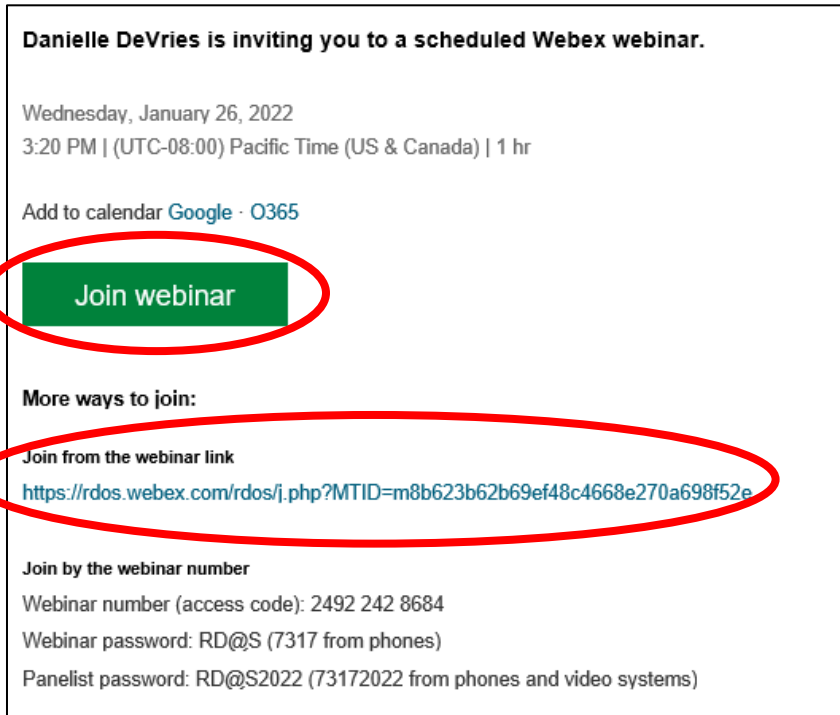 Danielle DeVries is inviting you to a scheduled Webex webinar.
Wednesday, January 26, 2022
3:20 PM | (UTC-08:00) Pacific Time (US & Canada) | 1 hr
Add to calendar Google · O365
Join webinar
More ways to join:
Join from the webinar link
https://rdos.webex.com/rdos/j.php?MTID=m8b623b62b69ef48c4668e270a698f52e
Join by the webinar number
Webinar number (access code): 2492 242 8684
Webinar password: RD@S (7317 from phones)
Panelist password: RD@S2022 (73172022 from phones and video systems)